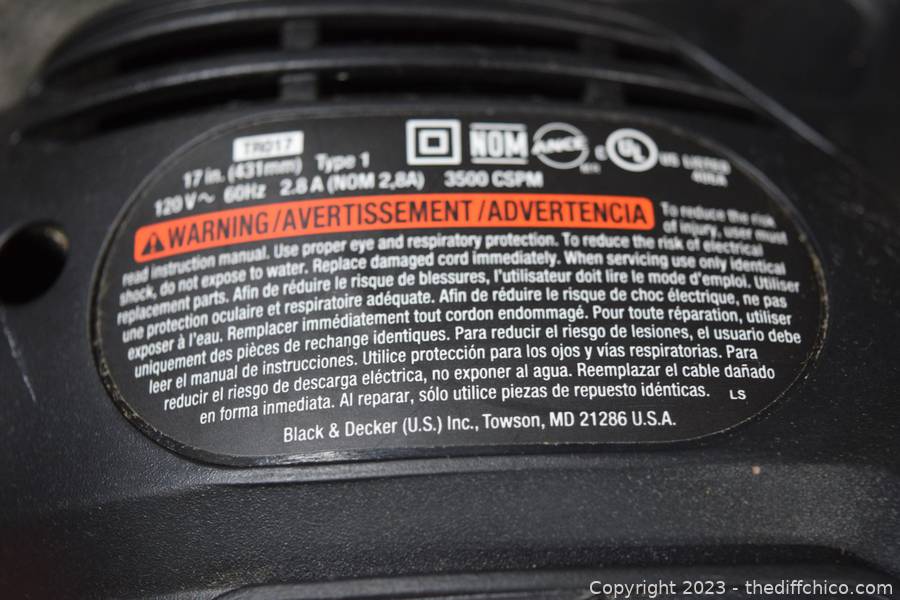 TRO17
17 in. (431mm) Type 1
120 V~ 60Hz 2.8 A (NOM 2,8A) 3500 CSPM
NOM
ANCE
C UL US LISTED
WARNING/AVERTISSEMENT/ADVERTENCIA To reduce the risk
of injury, user must
read instruction manual. Use proper eye and respiratory protection. To reduce the risk of electrical
shock, do not expose to water. Replace damaged cord immediately. When servicing use only identical
replacement parts. Afin de réduire le risque de blessures, l'utilisateur doit lire le mode d'emploi. Utiliser
une protection oculaire et respiratoire adéquate. Afin de réduire le risque de choc électrique, ne pas
exposer à l'eau. Remplacer immédiatement tout cordon endommagé. Pour toute réparation, utiliser
uniquement des pièces de rechange identiques. Para reducir el riesgo de lesiones, el usuario debe
leer el manual de instrucciones. Utilice protección para los ojos y vías respiratorias. Para
reducir el riesgo de descarga eléctrica, no exponer al agua. Reemplazar el cable dañado
en forma inmediata. Al reparar, sólo utilice piezas de repuesto idénticas. LS
Black & Decker (U.S.) Inc., Towson, MD 21286 U.S.A.
Copyright 2023 - thediffchico.com